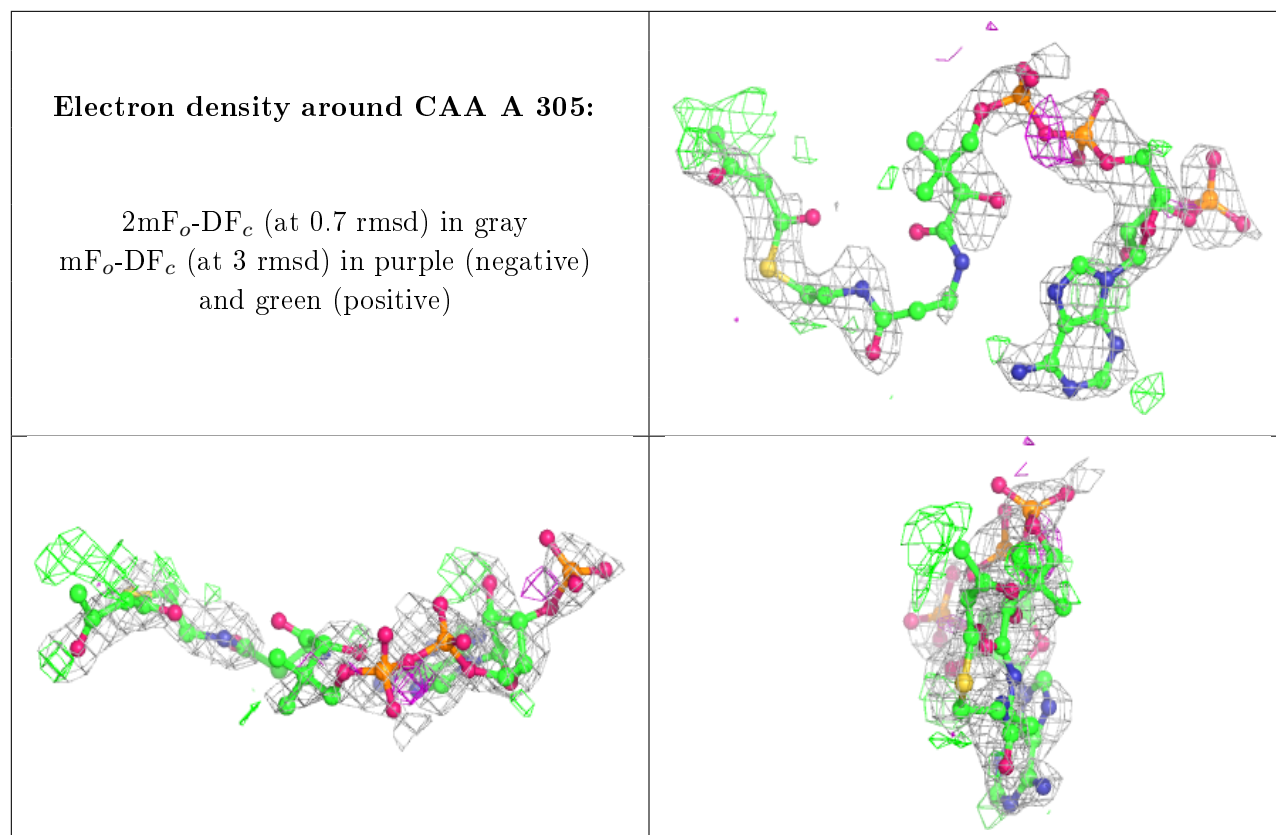 Electron density around CAA A 305:
2mFo-DFc (at 0.7 rmsd) in gray
mFo-DFc (at 3 rmsd) in purple (negative)
and green (positive)